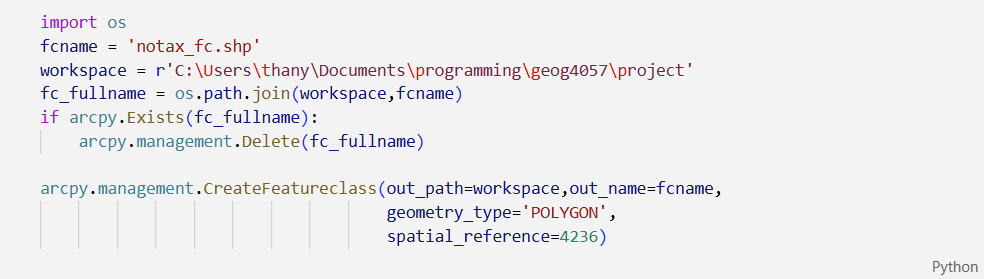 import os
fcname = 'notax_fc.shp'
workspace = r'C:\Users\thany\Documents\programming\geog4057\project'
fc_fullname = os.path.join(workspace,fcname)
if arcpy.Exists(fc_fullname):
    arcpy.management.Delete(fc_fullname)

arcpy.management.CreateFeatureclass(out_path=workspace,out_name=fcname,
                                    geometry_type='POLYGON',
                                    spatial_reference=4236)
Python